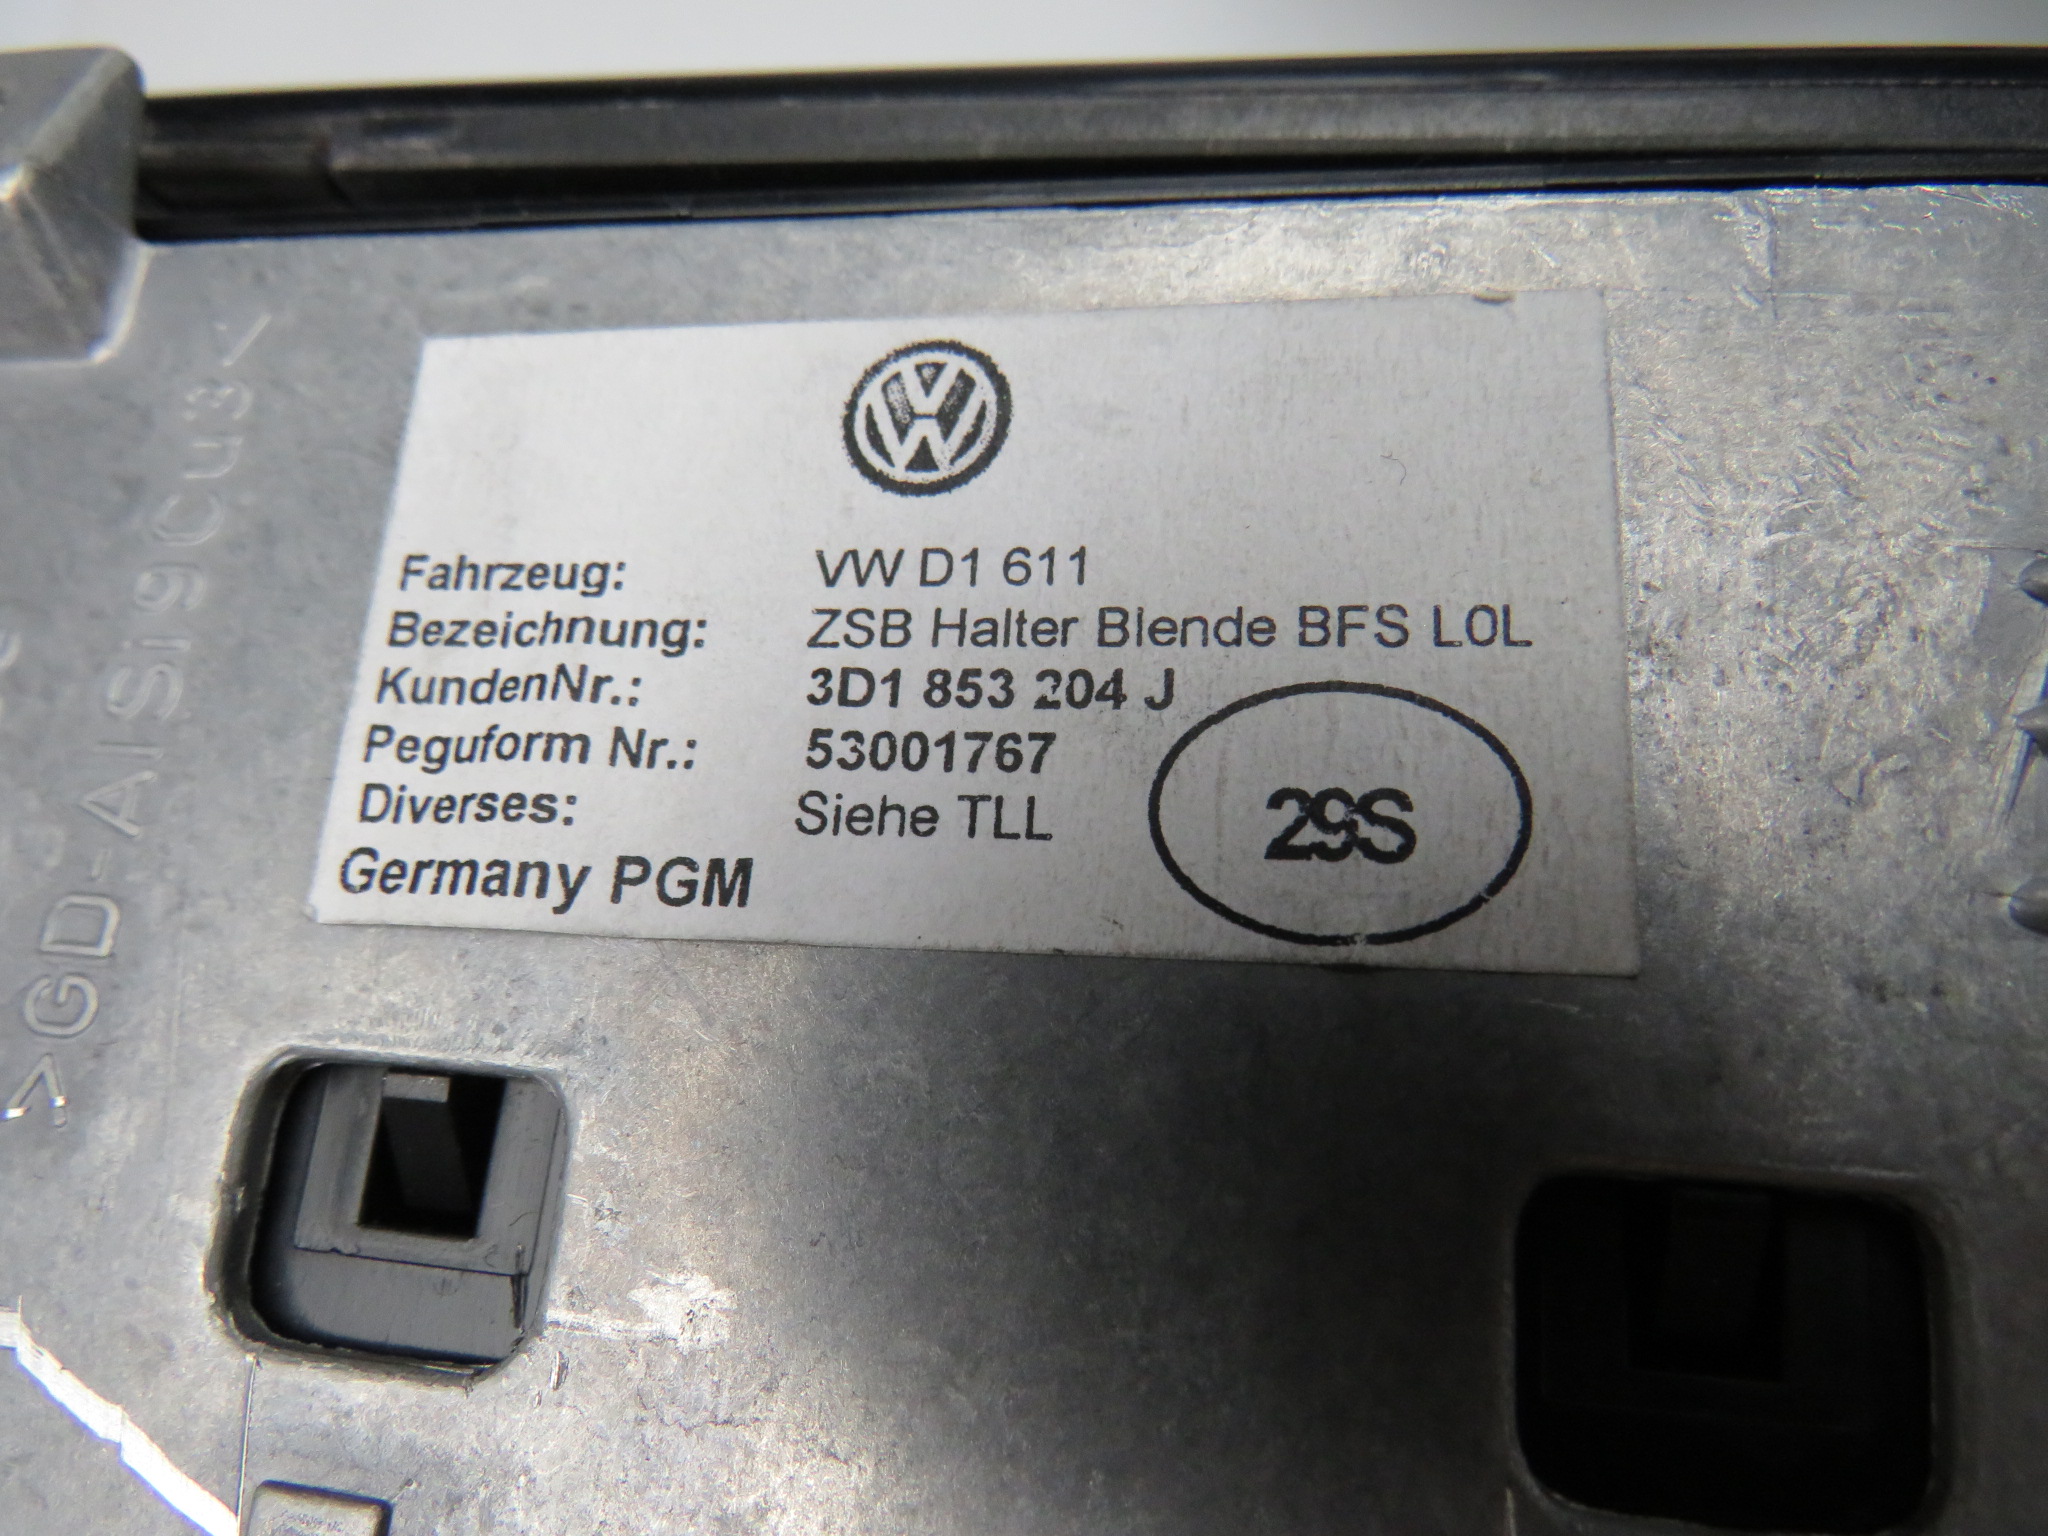 VW
Fahrzeug: VW D1 611
Bezeichnung: ZSB Halter Blende BFS L0L
KundenNr.: 3D1 853 204 J
Peguform Nr.: 53001767
Diverses: Siehe TLL
Germany PGM
29S
>GD-AlSi9Cu3<